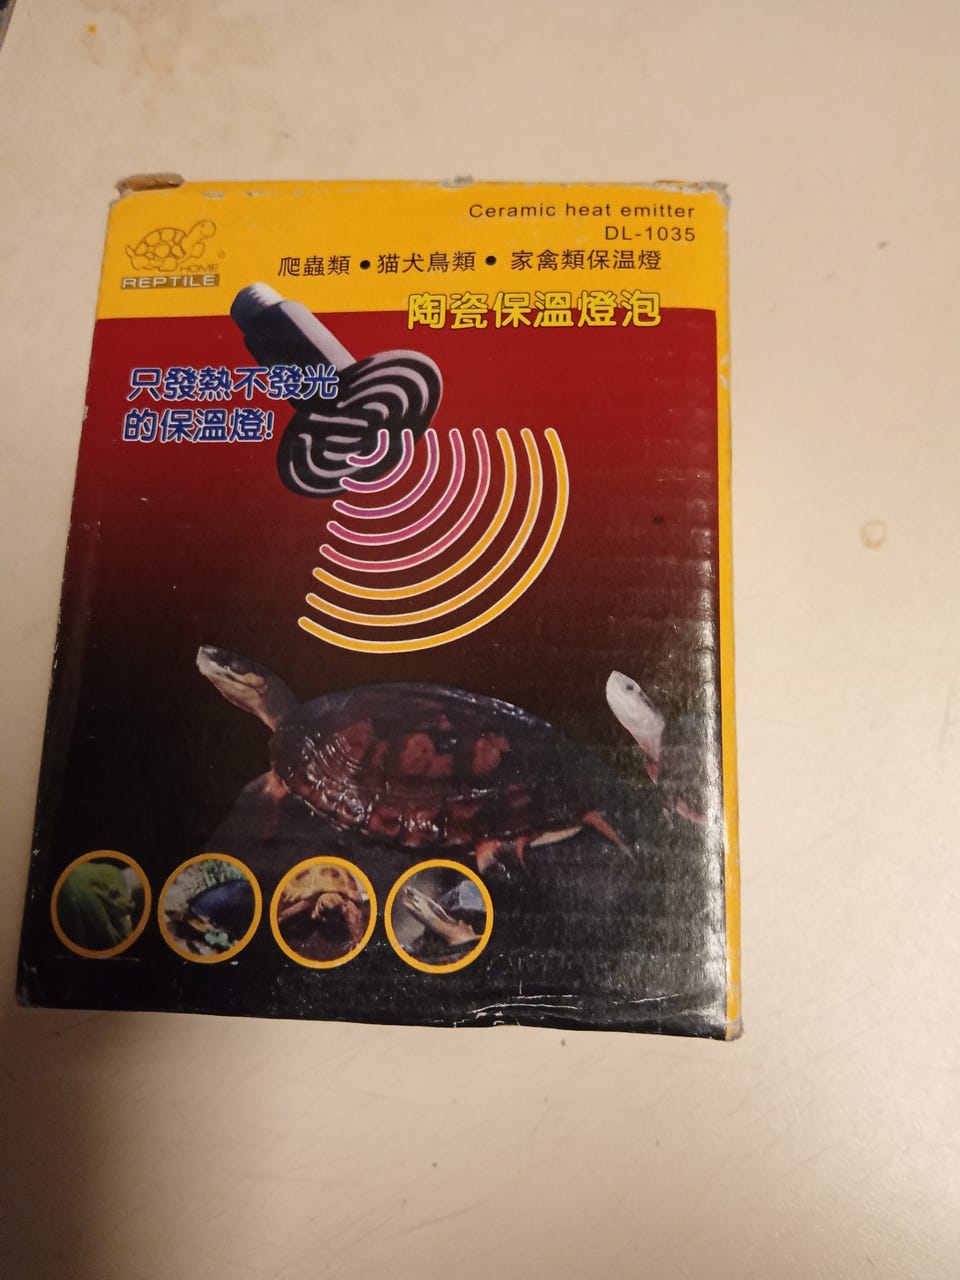 Ceramic heat emitter
DL-1035
HOME
REPTILE
爬蟲類•猫犬鳥類• 家禽類保温燈
陶瓷保溫燈泡
只發熱不發光
的保溫燈!